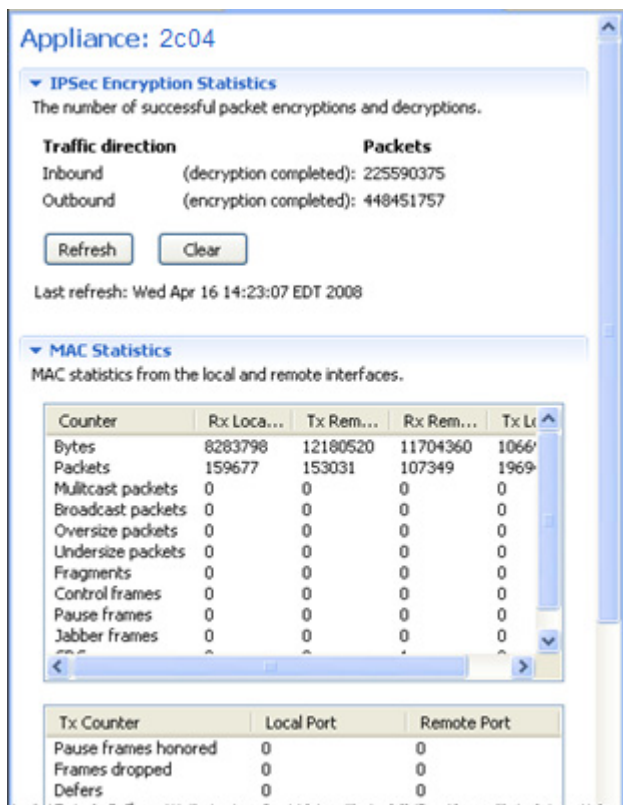 Appliance: 2c04
IPSec Encryption Statistics
The number of successful packet encryptions and decryptions.
Traffic direction Packets
Inbound (decryption completed): 225590375
Outbound (encryption completed): 448451757
Refresh Clear
Last refresh: Wed Apr 16 14:23:07 EDT 2008
MAC Statistics
MAC statistics from the local and remote interfaces.
Counter Rx Loca... Tx Rem... Rx Rem... Tx Lo
Bytes 8283798 12180520 11704360 1066
Packets 159677 153031 107349 1969
Mulitcast packets 0 0 0 0
Broadcast packets 0 0 0 0
Oversize packets 0 0 0 0
Undersize packets 0 0 0 0
Fragments 0 0 0 0
Control frames 0 0 0 0
Pause frames 0 0 0 0
Jabber frames 0 0 0 0
Tx Counter Local Port Remote Port
Pause frames honored 0 0
Frames dropped 0 0
Defers 0 0